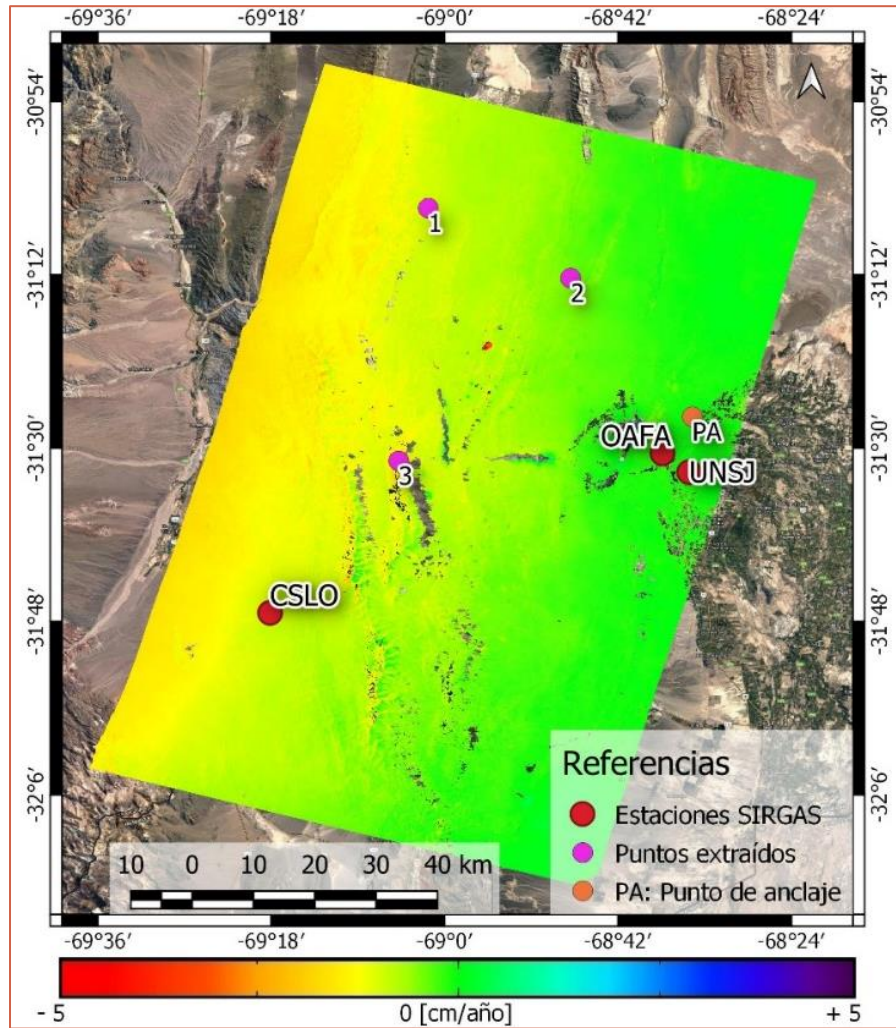 -69°36′ -69°18′ -69°0′ -68°42′ -68°24′
-30°54′ -30°54′
1
-31°12′ -31°12′
2
-31°30′ -31°30′
OAFA PA
UNSJ
3
CSLO
-31°48′ -31°48′
-32°6′ -32°6′
Referencias
Estaciones SIRGAS
Puntos extraídos
PA: Punto de anclaje
10 0 10 20 30 40 km
-69°36′ -69°18′ -69°0′ -68°42′ -68°24′
- 5 0 [cm/año] + 5